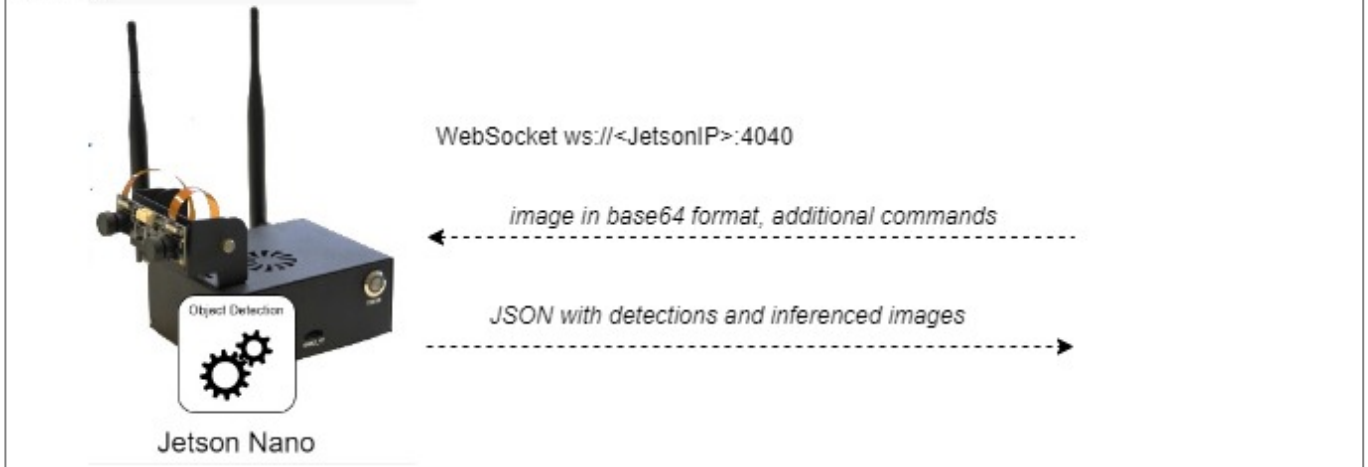 WebSocket ws://<JetsonIP>:4040
image in base64 format, additional commands
JSON with detections and inferenced images
Object Detection
Jetson Nano